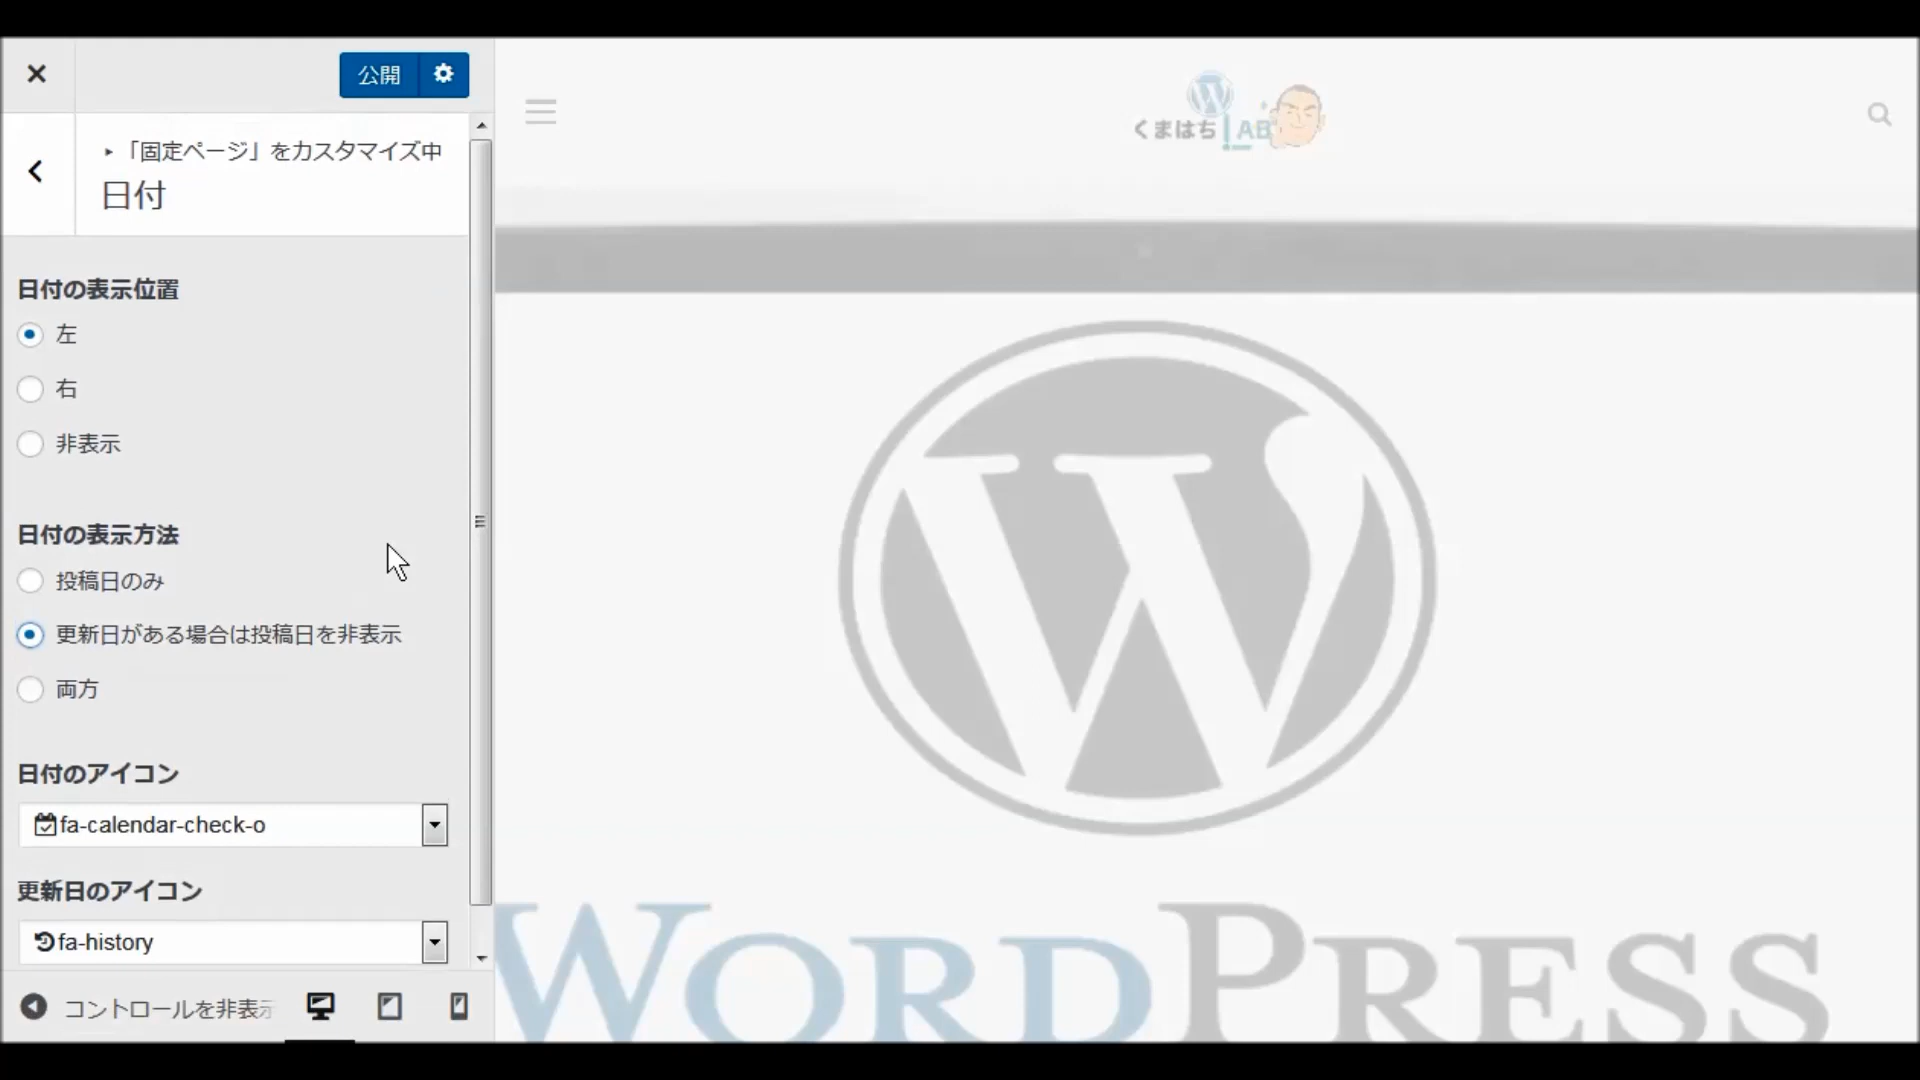 公開
▸「固定ページ」をカスタマイズ中
日付
日付の表示位置
左
右
非表示
日付の表示方法
投稿日のみ
更新日がある場合は投稿日を非表示
両方
日付のアイコン
fa-calendar-check-o
更新日のアイコン
fa-history
コントロールを非表示
くまはちLAB
WORDPRESS